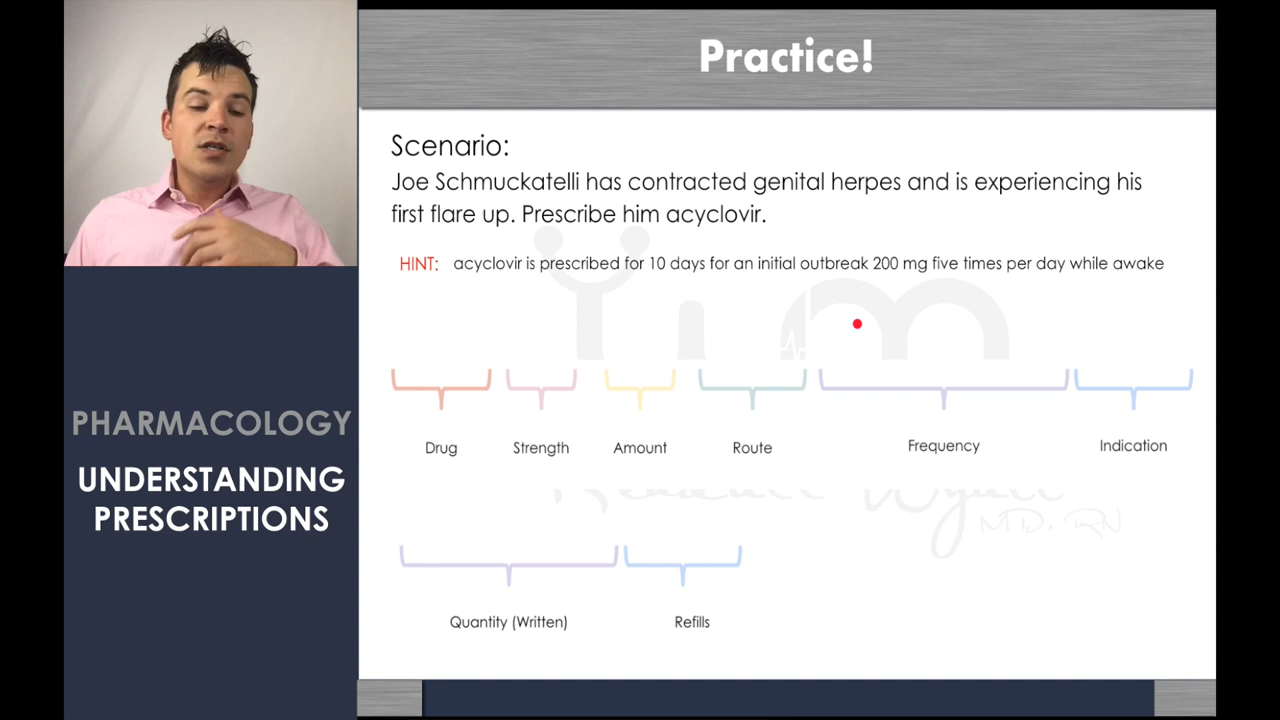 Practice!
Scenario:
Joe Schmuckatelli has contracted genital herpes and is experiencing his
first flare up. Prescribe him acyclovir.
HINT: acyclovir is prescribed for 10 days for an initial outbreak 200 mg five times per day while awake
Drug Strength Amount Route Frequency Indication
MD, RN
Quantity (Written) Refills
PHARMACOLOGY
UNDERSTANDING
PRESCRIPTIONS